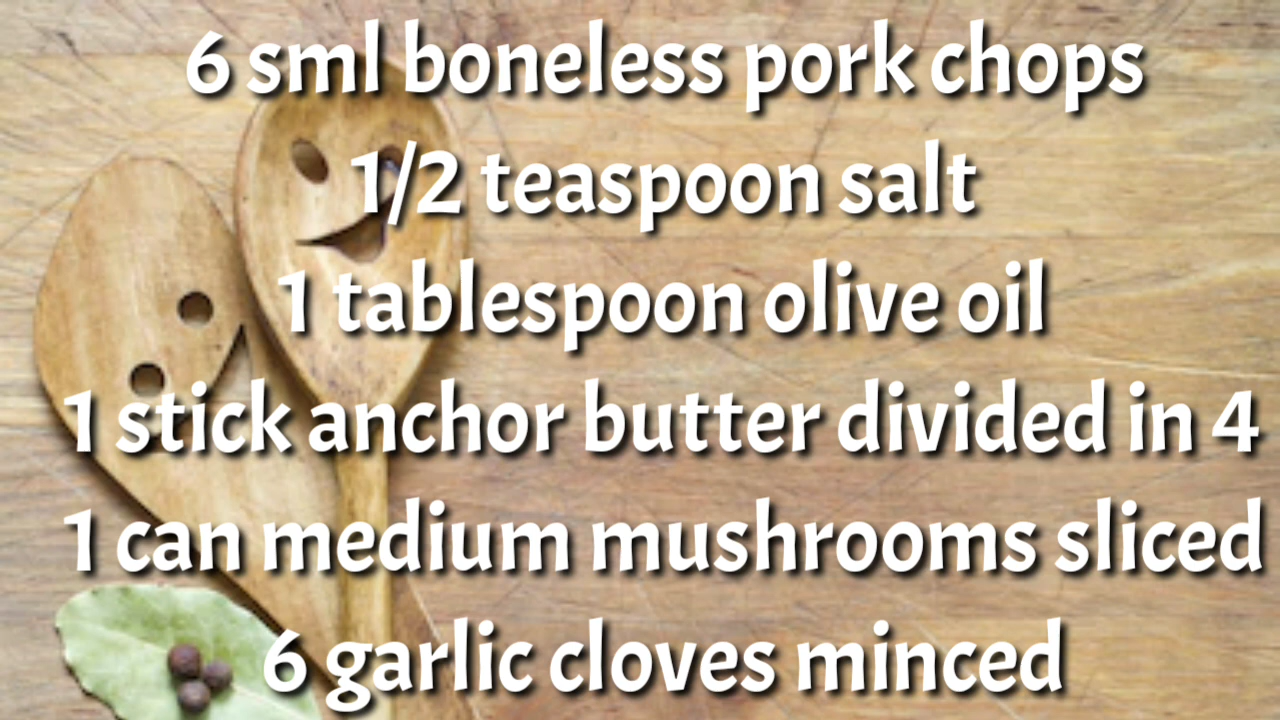 6 sml boneless pork chops
1/2 teaspoon salt
1 tablespoon olive oil
1 stick anchor butter divided in 4
1 can medium mushrooms sliced
6 garlic cloves minced